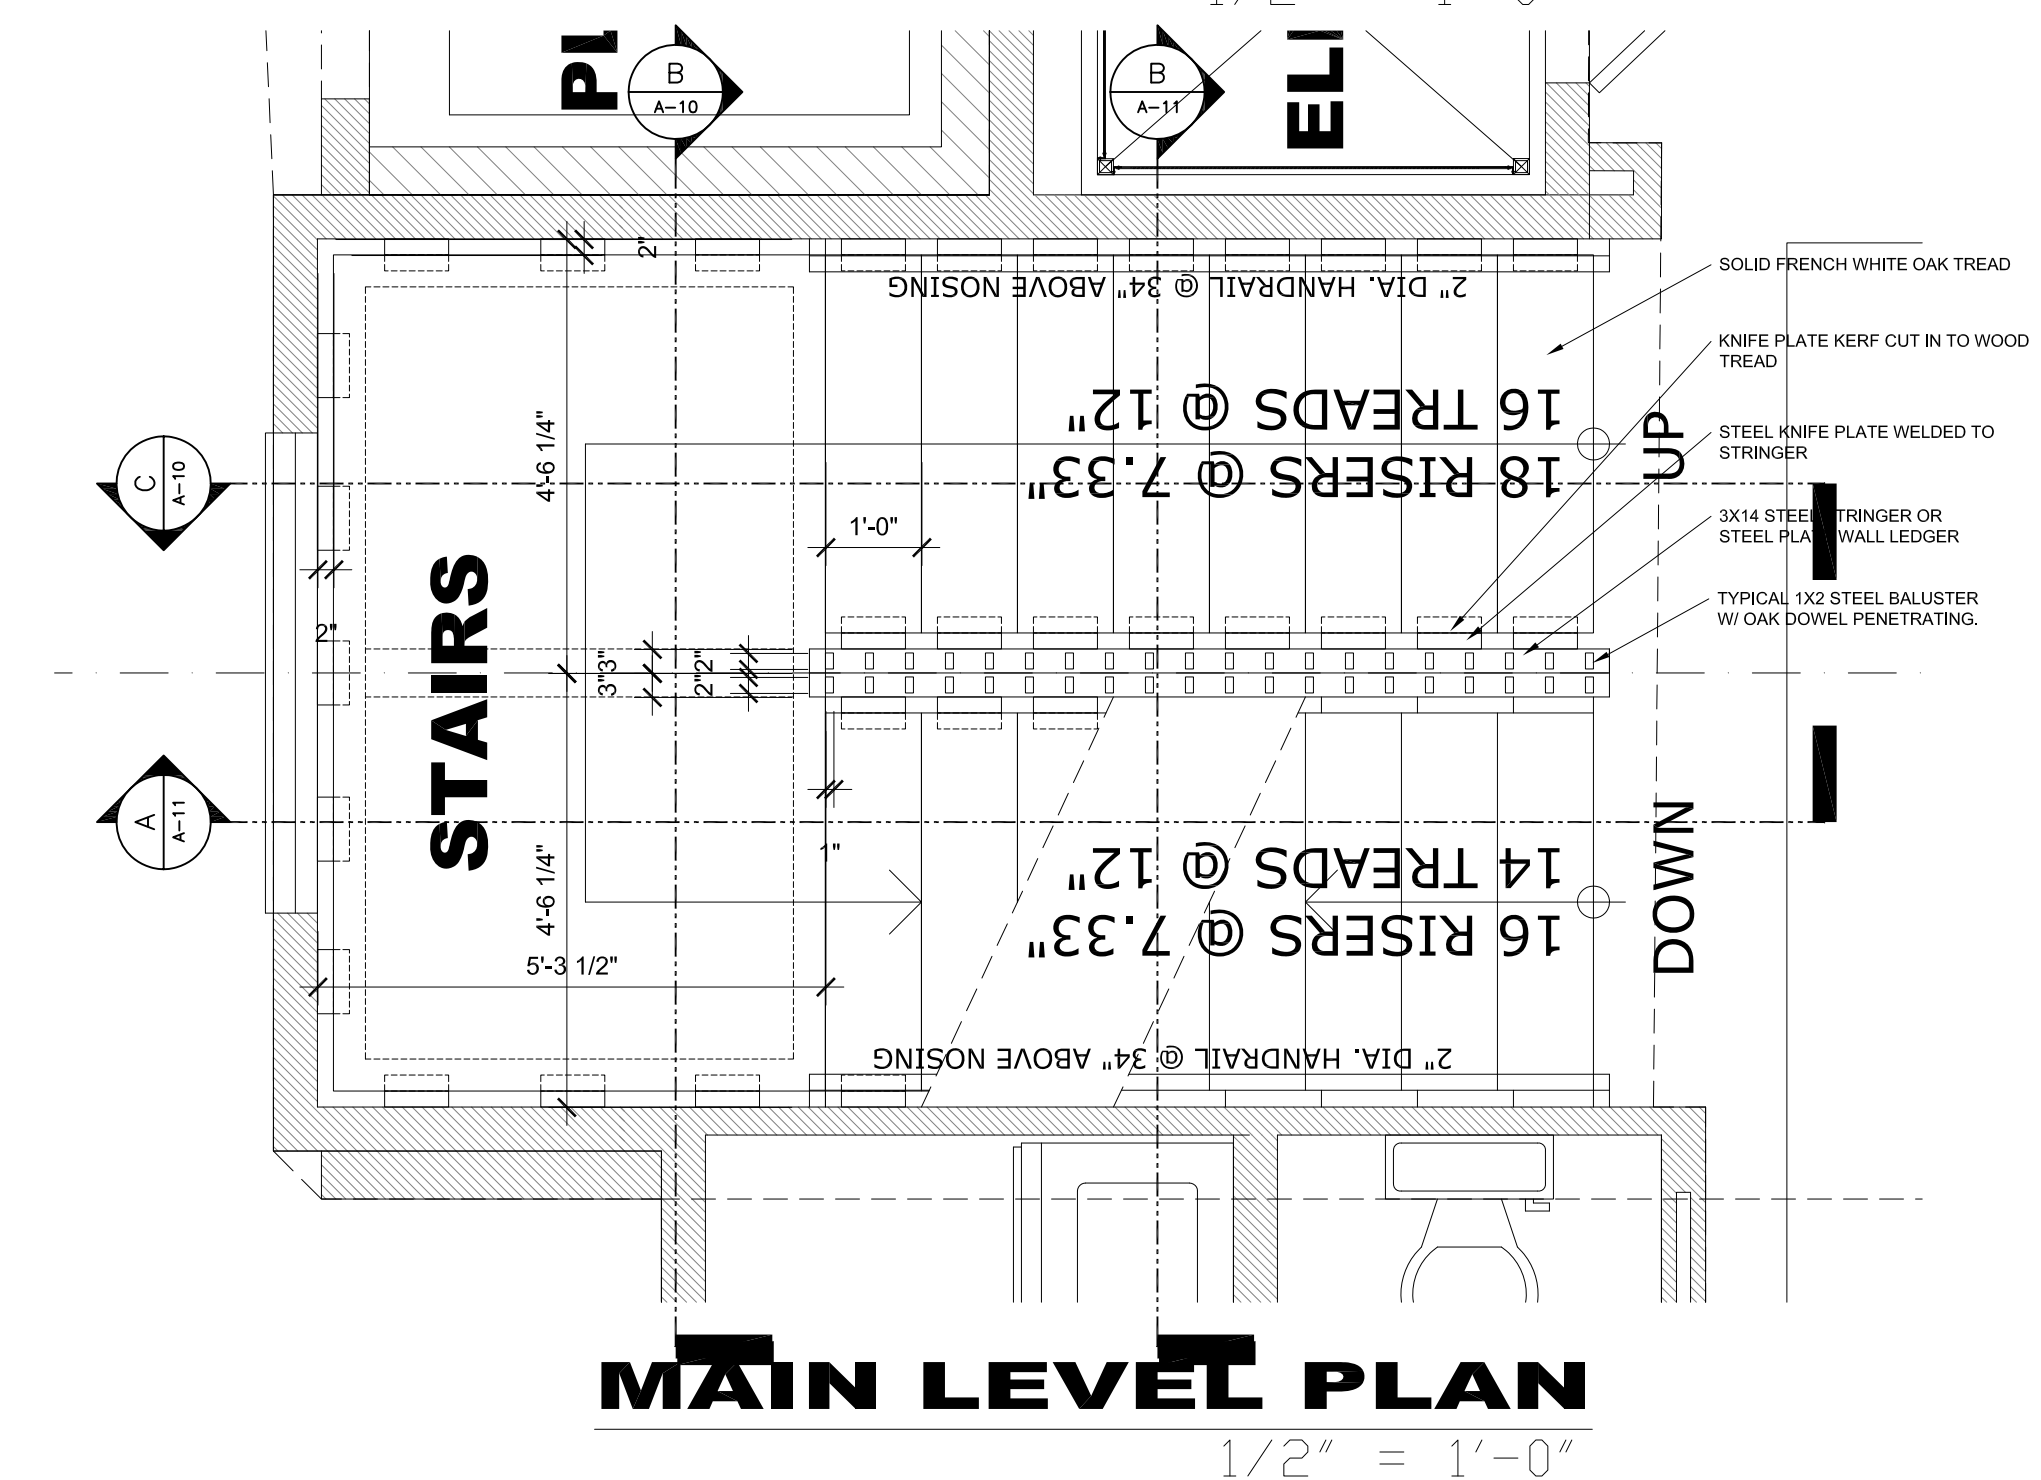 PL
B
A-10
B
A-11
2"
2" DIA. HANDRAIL @ 34" ABOVE NOSING
SOLID FRENCH WHITE OAK TREAD
KNIFE PLATE KERF CUT IN TO WOOD
TREAD
16 TREADS @ 12"
18 RISERS @ 7.33"
UP
STEEL KNIFE PLATE WELDED TO
STRINGER
C
A-10
4'-6 1/4"
1'-0"
3X14 STEEL STRINGER OR
STEEL PLATE WALL LEDGER
STAIRS
2"
3"
3"
2"
2"
TYPICAL 1X2 STEEL BALUSTER
W/ OAK DOWEL PENETRATING.
A
A-11
4'-6 1/4"
1"
14 TREADS @ 12"
16 RISERS @ 7.33"
DOWN
5'-3 1/2"
2" DIA. HANDRAIL @ 34" ABOVE NOSING
MAIN LEVEL PLAN
1/2" = 1'-0"